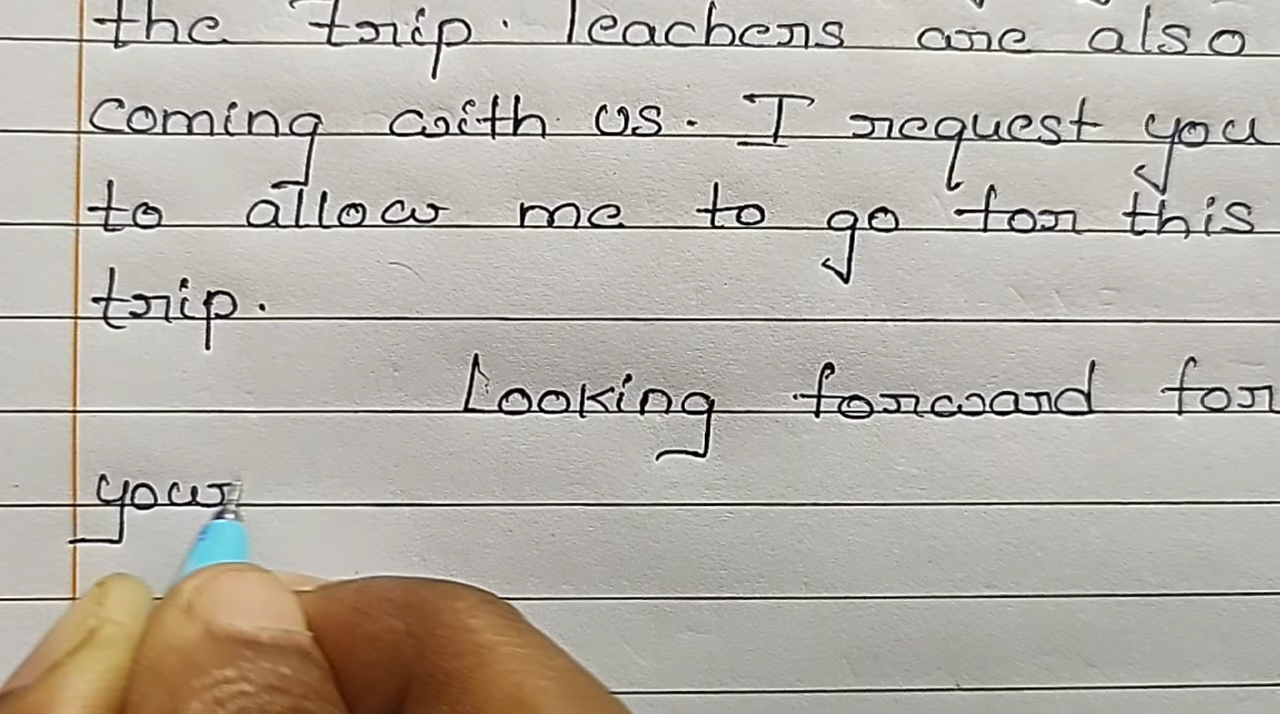 the trip. Teachers are also
coming with us. I request you
to allow me to go for this
trip.
Looking forward for
your